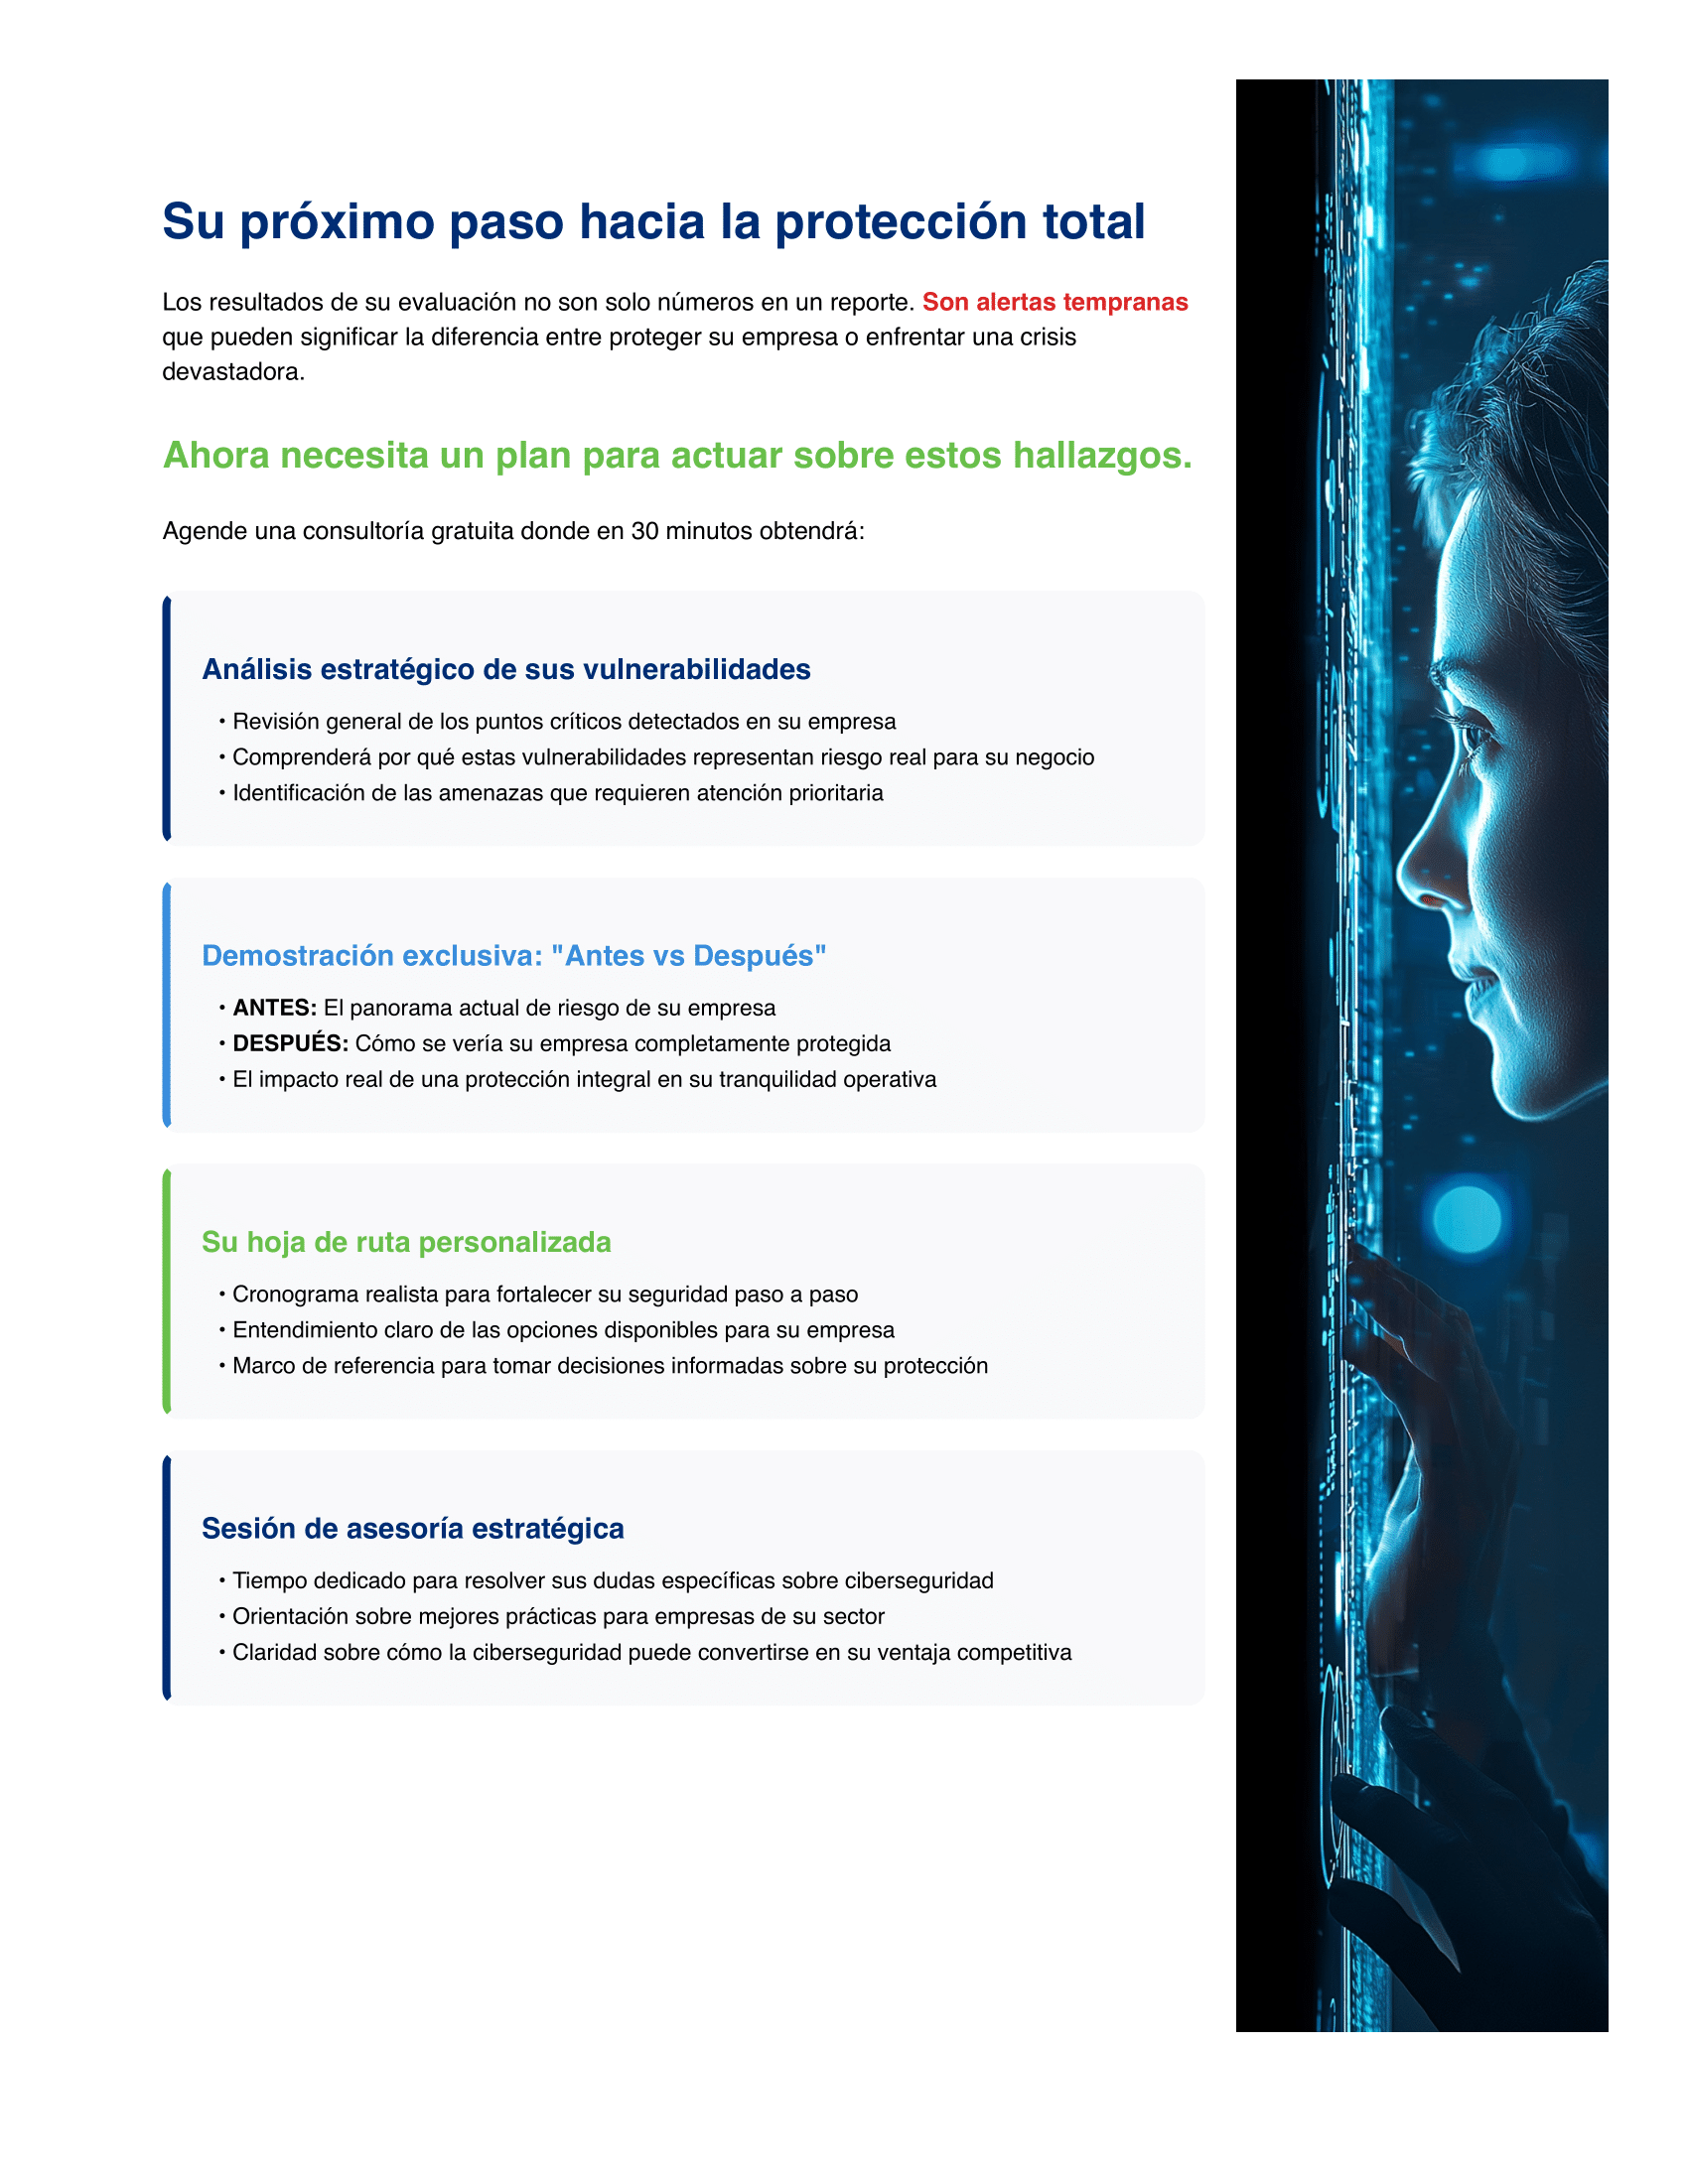 Su próximo paso hacia la protección total
Los resultados de su evaluación no son solo números en un reporte. Son alertas tempranas
que pueden significar la diferencia entre proteger su empresa o enfrentar una crisis
devastadora.
Ahora necesita un plan para actuar sobre estos hallazgos.
Agende una consultoría gratuita donde en 30 minutos obtendrá:
Análisis estratégico de sus vulnerabilidades
• Revisión general de los puntos críticos detectados en su empresa
• Comprenderá por qué estas vulnerabilidades representan riesgo real para su negocio
• Identificación de las amenazas que requieren atención prioritaria
Demostración exclusiva: "Antes vs Después"
• ANTES: El panorama actual de riesgo de su empresa
• DESPUÉS: Cómo se vería su empresa completamente protegida
• El impacto real de una protección integral en su tranquilidad operativa
Su hoja de ruta personalizada
• Cronograma realista para fortalecer su seguridad paso a paso
• Entendimiento claro de las opciones disponibles para su empresa
• Marco de referencia para tomar decisiones informadas sobre su protección
Sesión de asesoría estratégica
• Tiempo dedicado para resolver sus dudas específicas sobre ciberseguridad
• Orientación sobre mejores prácticas para empresas de su sector
• Claridad sobre cómo la ciberseguridad puede convertirse en su ventaja competitiva